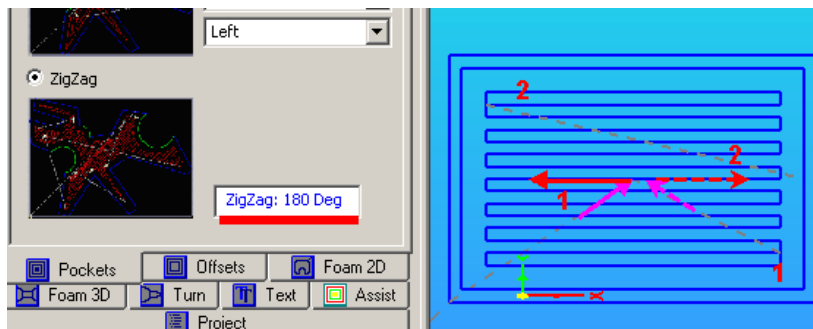 Left
ZigZag
ZigZag: 180 Deg
Pockets
Offsets
Foam 2D
Foam 3D
Turn
Text
Assist
Project
2
2
1
1
Y
X